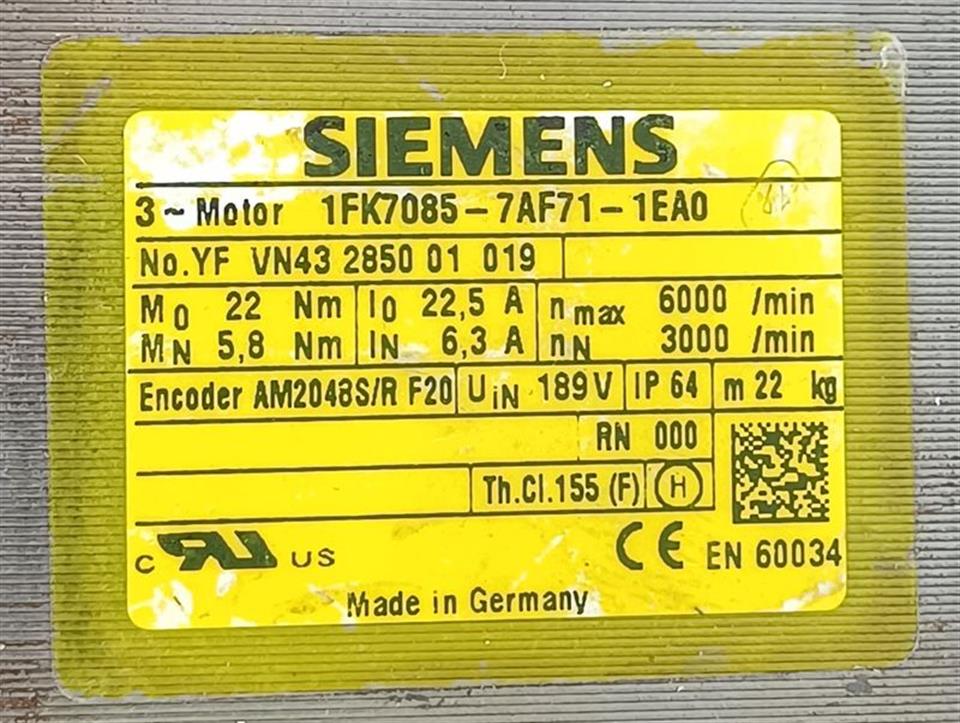 SIEMENS
3 ~ Motor 1FK7085-7AF71-1EA0
No.YF VN43 2850 01 019
M0 22 Nm I0 22,5 A n max 6000 /min
MN 5,8 Nm IN 6,3 A nN 3000 /min
Encoder AM2048S/R F20 UiN 189V IP 64 m 22 kg
RN 000
Th.Cl.155 (F) H
C RU US CE EN 60034
Made in Germany